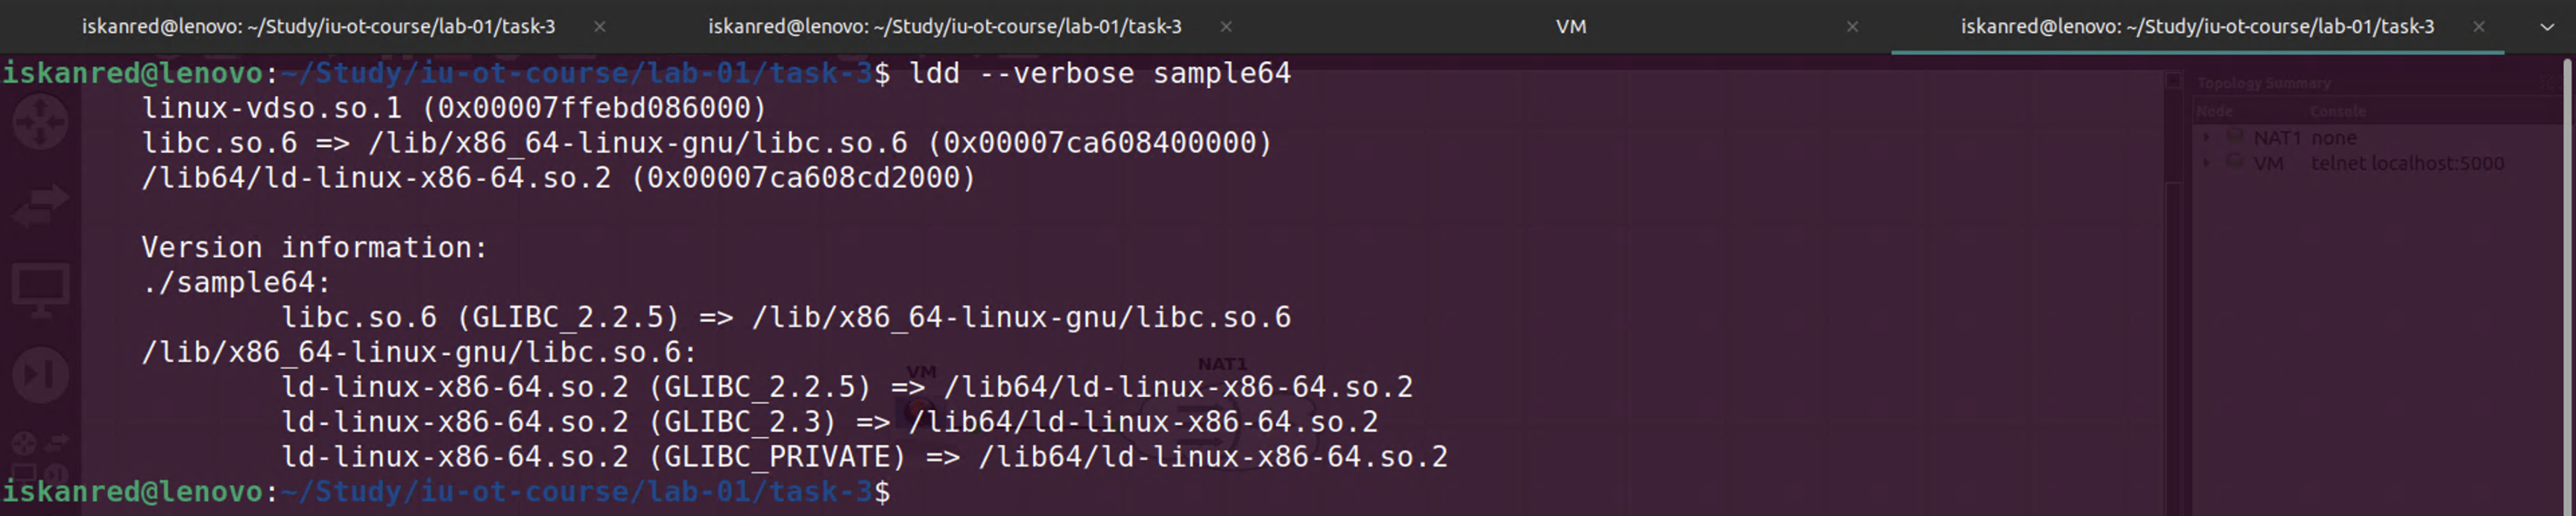 iskanred@lenovo: ~/Study/iu-ot-course/lab-01/task-3 × iskanred@lenovo: ~/Study/iu-ot-course/lab-01/task-3 × VM × iskanred@lenovo: ~/Study/iu-ot-course/lab-01/task-3 ×
iskanred@lenovo:~/Study/iu-ot-course/lab-01/task-3$ ldd --verbose sample64
linux-vdso.so.1 (0x00007ffebd086000)
libc.so.6 => /lib/x86_64-linux-gnu/libc.so.6 (0x00007ca608400000)
/lib64/ld-linux-x86-64.so.2 (0x00007ca608cd2000)
Version information:
./sample64:
libc.so.6 (GLIBC_2.2.5) => /lib/x86_64-linux-gnu/libc.so.6
/lib/x86_64-linux-gnu/libc.so.6:
ld-linux-x86-64.so.2 (GLIBC_2.2.5) => /lib64/ld-linux-x86-64.so.2
ld-linux-x86-64.so.2 (GLIBC_2.3) => /lib64/ld-linux-x86-64.so.2
ld-linux-x86-64.so.2 (GLIBC_PRIVATE) => /lib64/ld-linux-x86-64.so.2
iskanred@lenovo:~/Study/iu-ot-course/lab-01/task-3$
Topology Summary
Node Console
NAT1 none
VM telnet localhost:5000
VM
NAT1